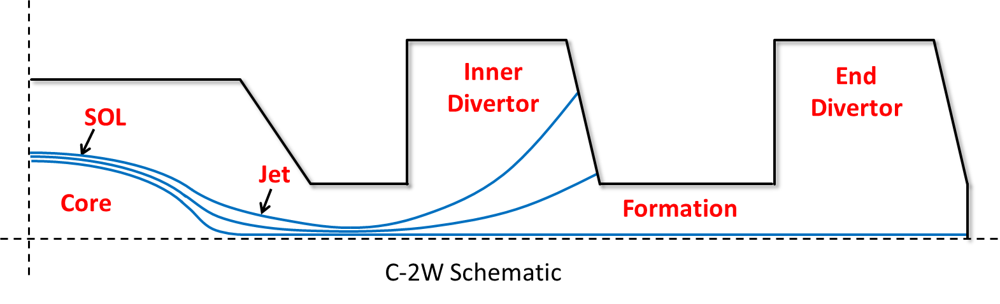 Inner
Divertor
End
Divertor
SOL
Jet
Core
Formation
C-2W Schematic